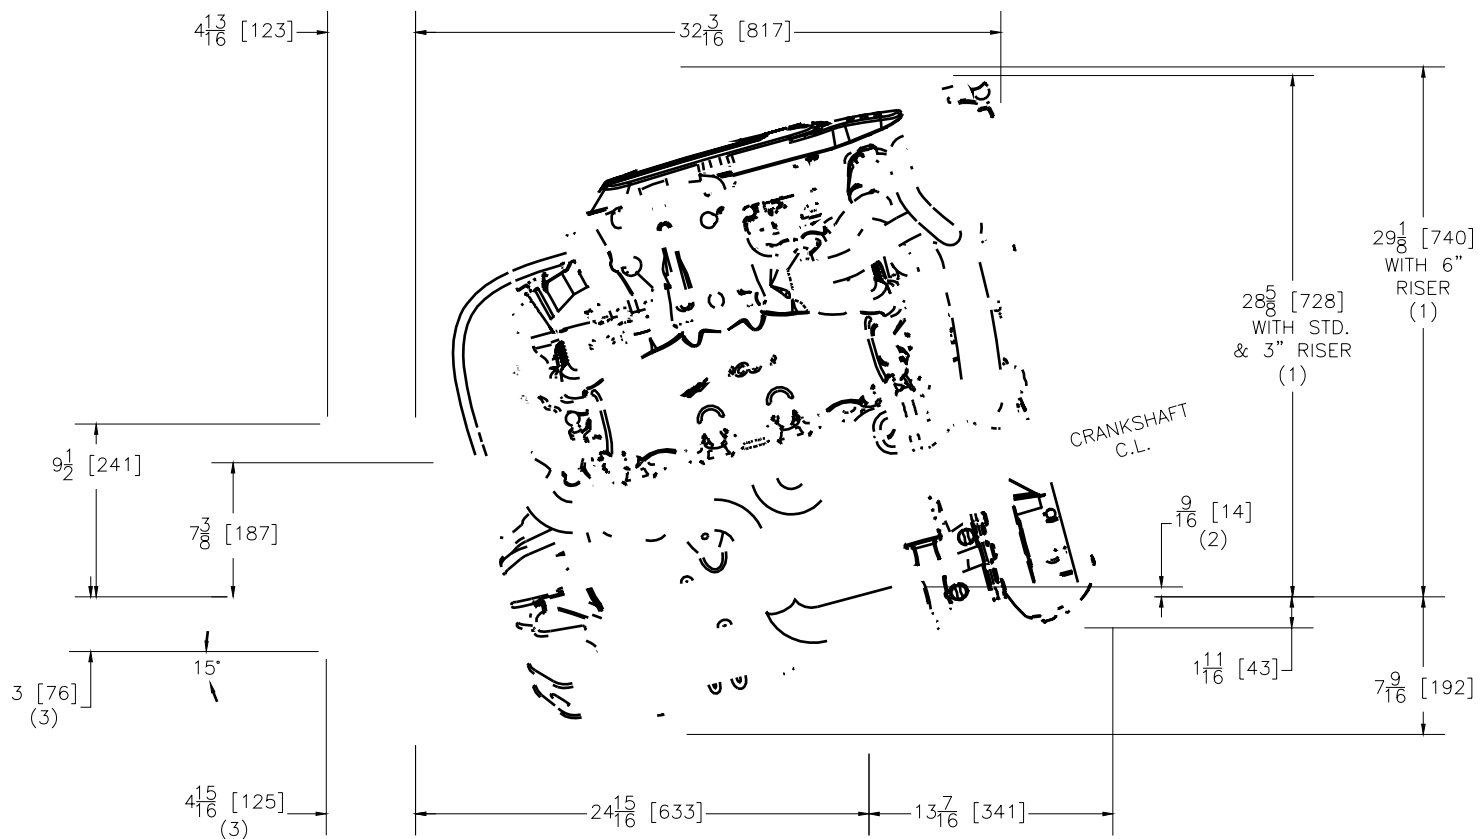 4 13/16 [123]
32 3/16 [817]
29 1/8 [740]
WITH 6”
RISER
(1)
28 5/8 [728]
WITH STD.
& 3” RISER
(1)
CRANKSHAFT
C.L.
9 1/2 [241]
7 3/8 [187]
9/16 [14]
(2)
15°
3 [76]
(3)
1 11/16 [43]
7 9/16 [192]
4 15/16 [125]
(3)
24 15/16 [633]
13 7/16 [341]